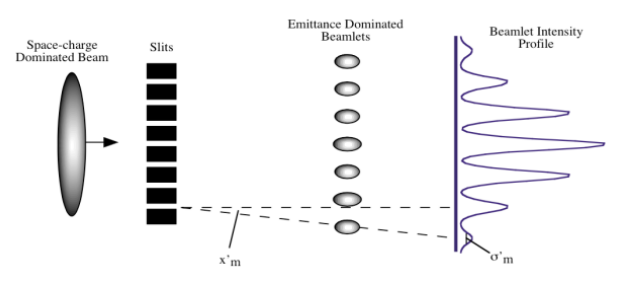 Space-charge
Dominated Beam
Slits
Emittance Dominated
Beamlets
Beamlet Intensity
Profile
x'm
σ'm